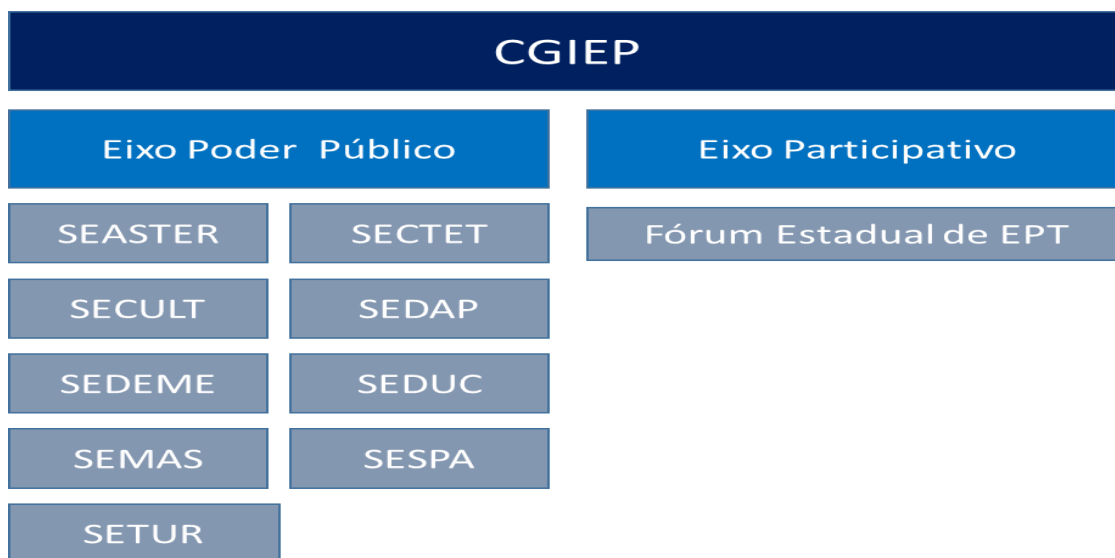 CGIEP
Eixo Poder Público
Eixo Participativo
SEASTER
SECTET
Fórum Estadual de EPT
SECULT
SEDAP
SEDEME
SEDUC
SEMAS
SESPA
SETUR